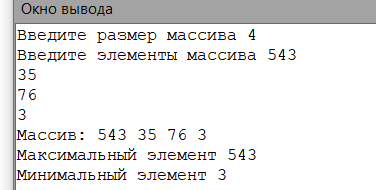 Окно вывода
Введите размер массива 4
Введите элементы массива 543
35
76
3
Массив: 543 35 76 3
Максимальный элемент 543
Минимальный элемент 3